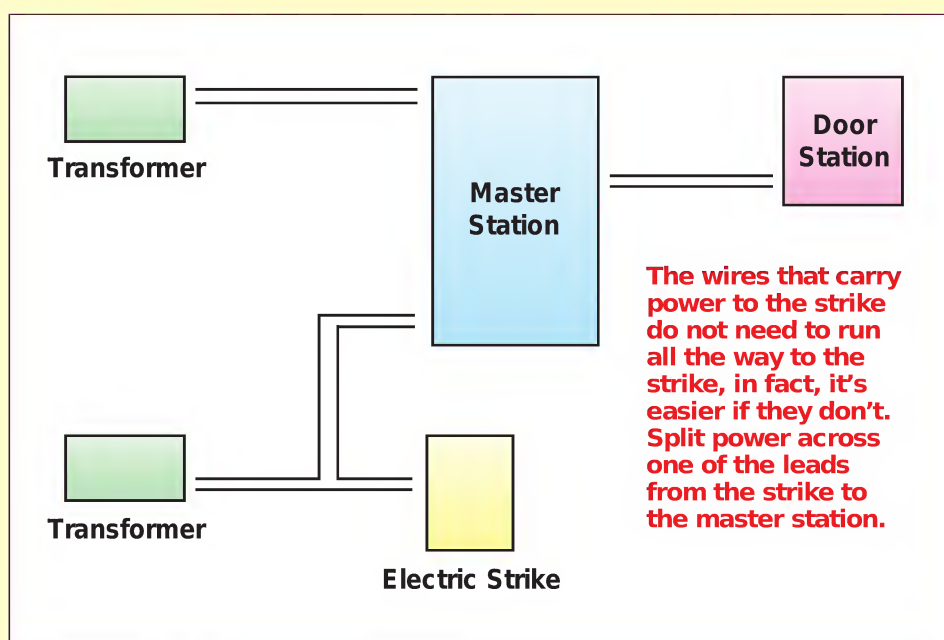 Transformer
Master
Station
Door
Station
The wires that carry
power to the strike
do not need to run
all the way to the
strike, in fact, it's
easier if they don't.
Split power across
one of the leads
from the strike to
the master station.
Transformer
Electric Strike